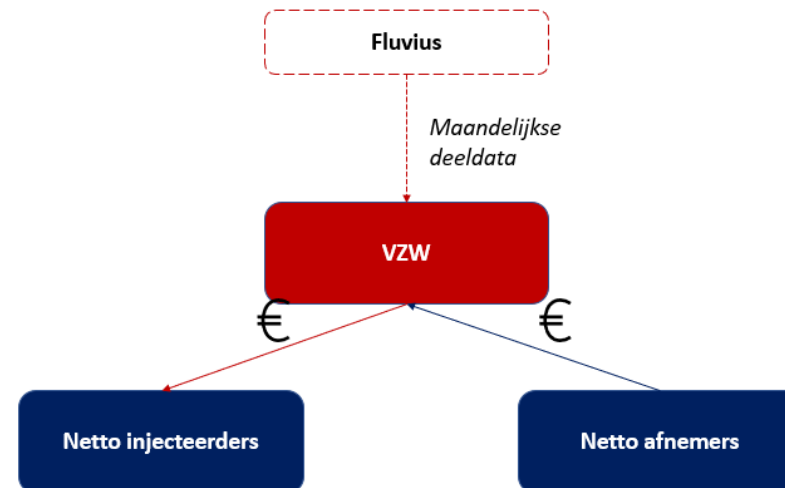 Fluvius
Maandelijkse
deeldata
VZW
€
€
Netto injecteerders
Netto afnemers